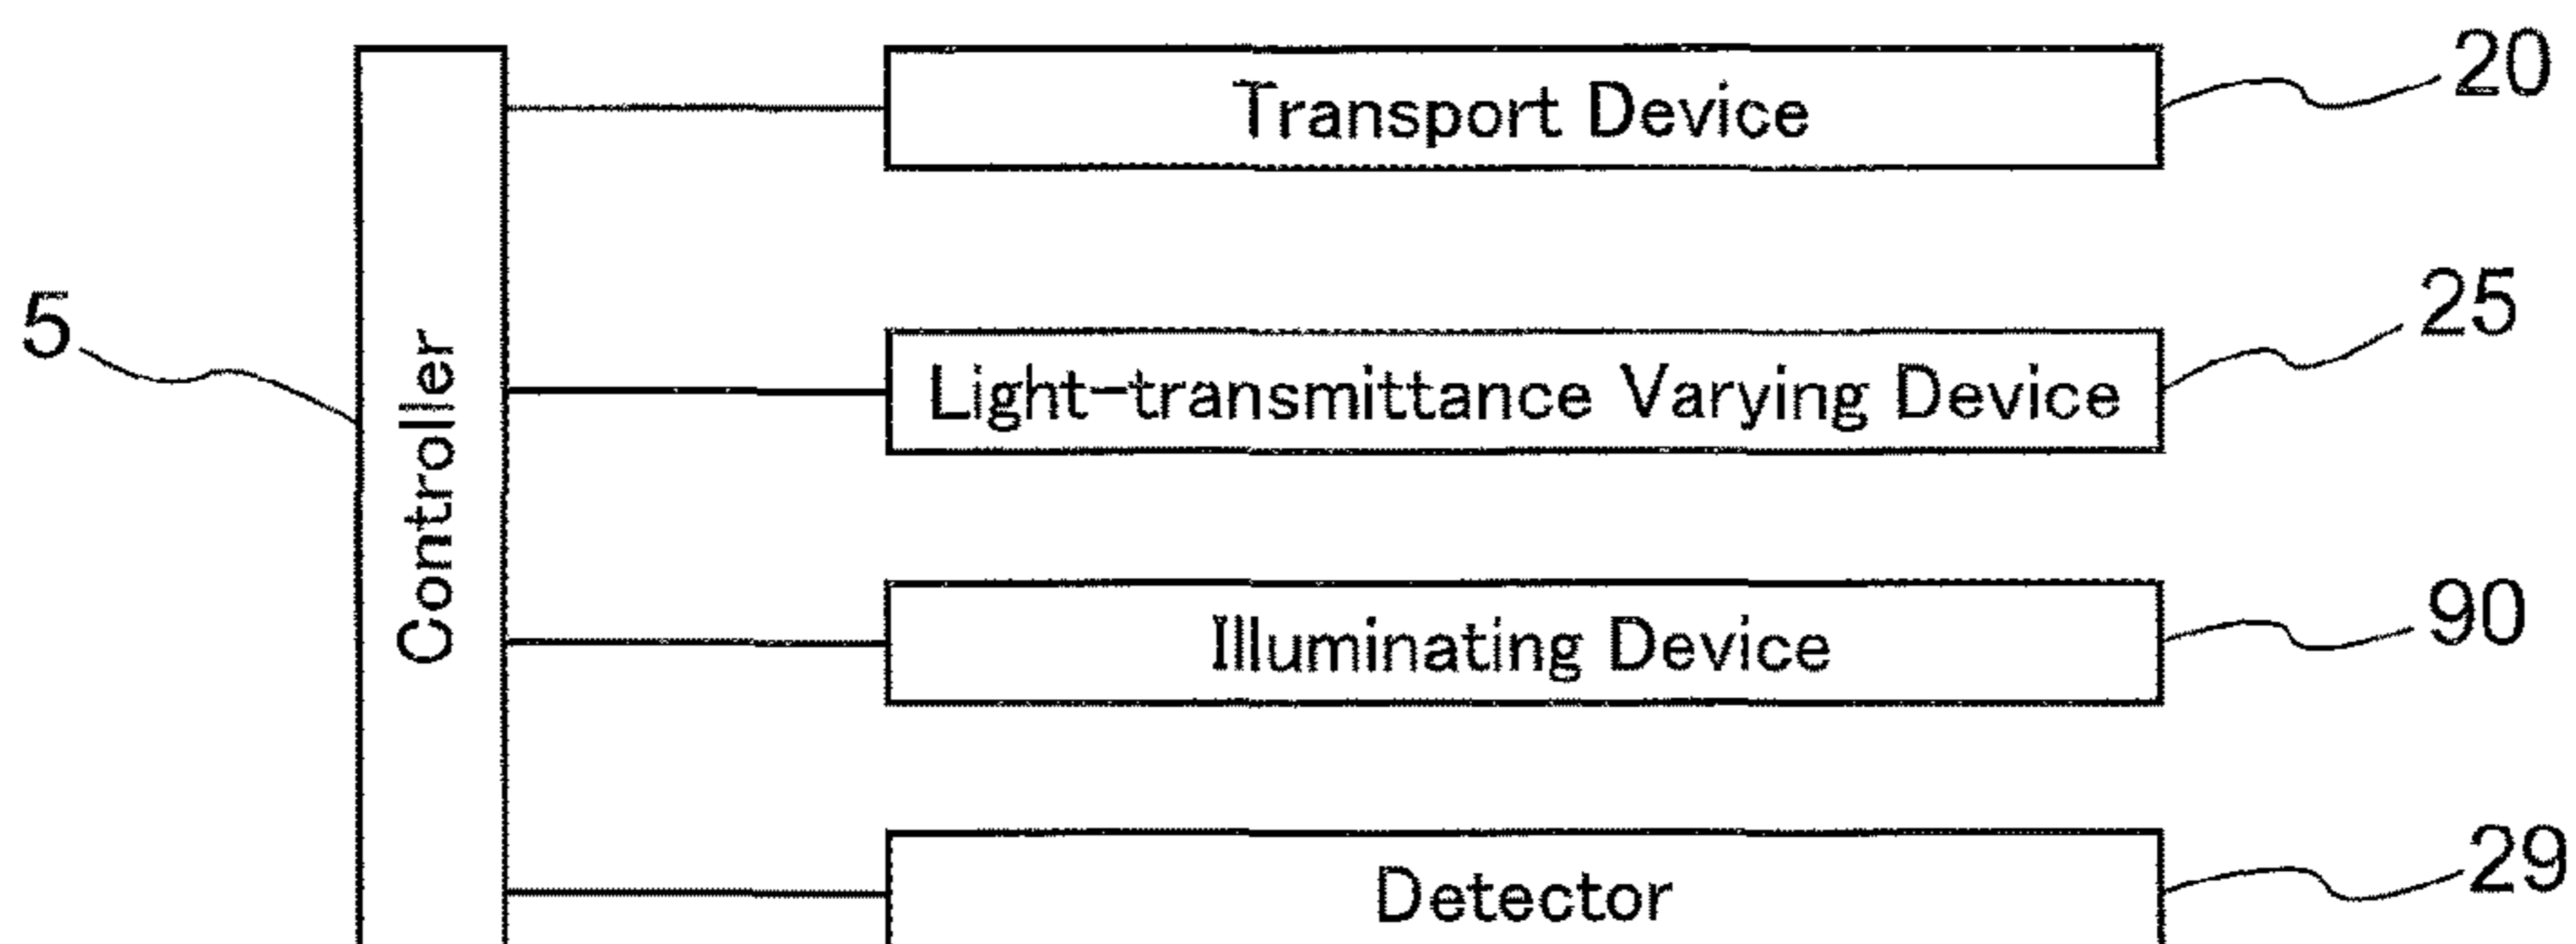 Transport Device
20
5
Controller
Light-transmittance Varying Device
25
Illuminating Device
90
Detector
29